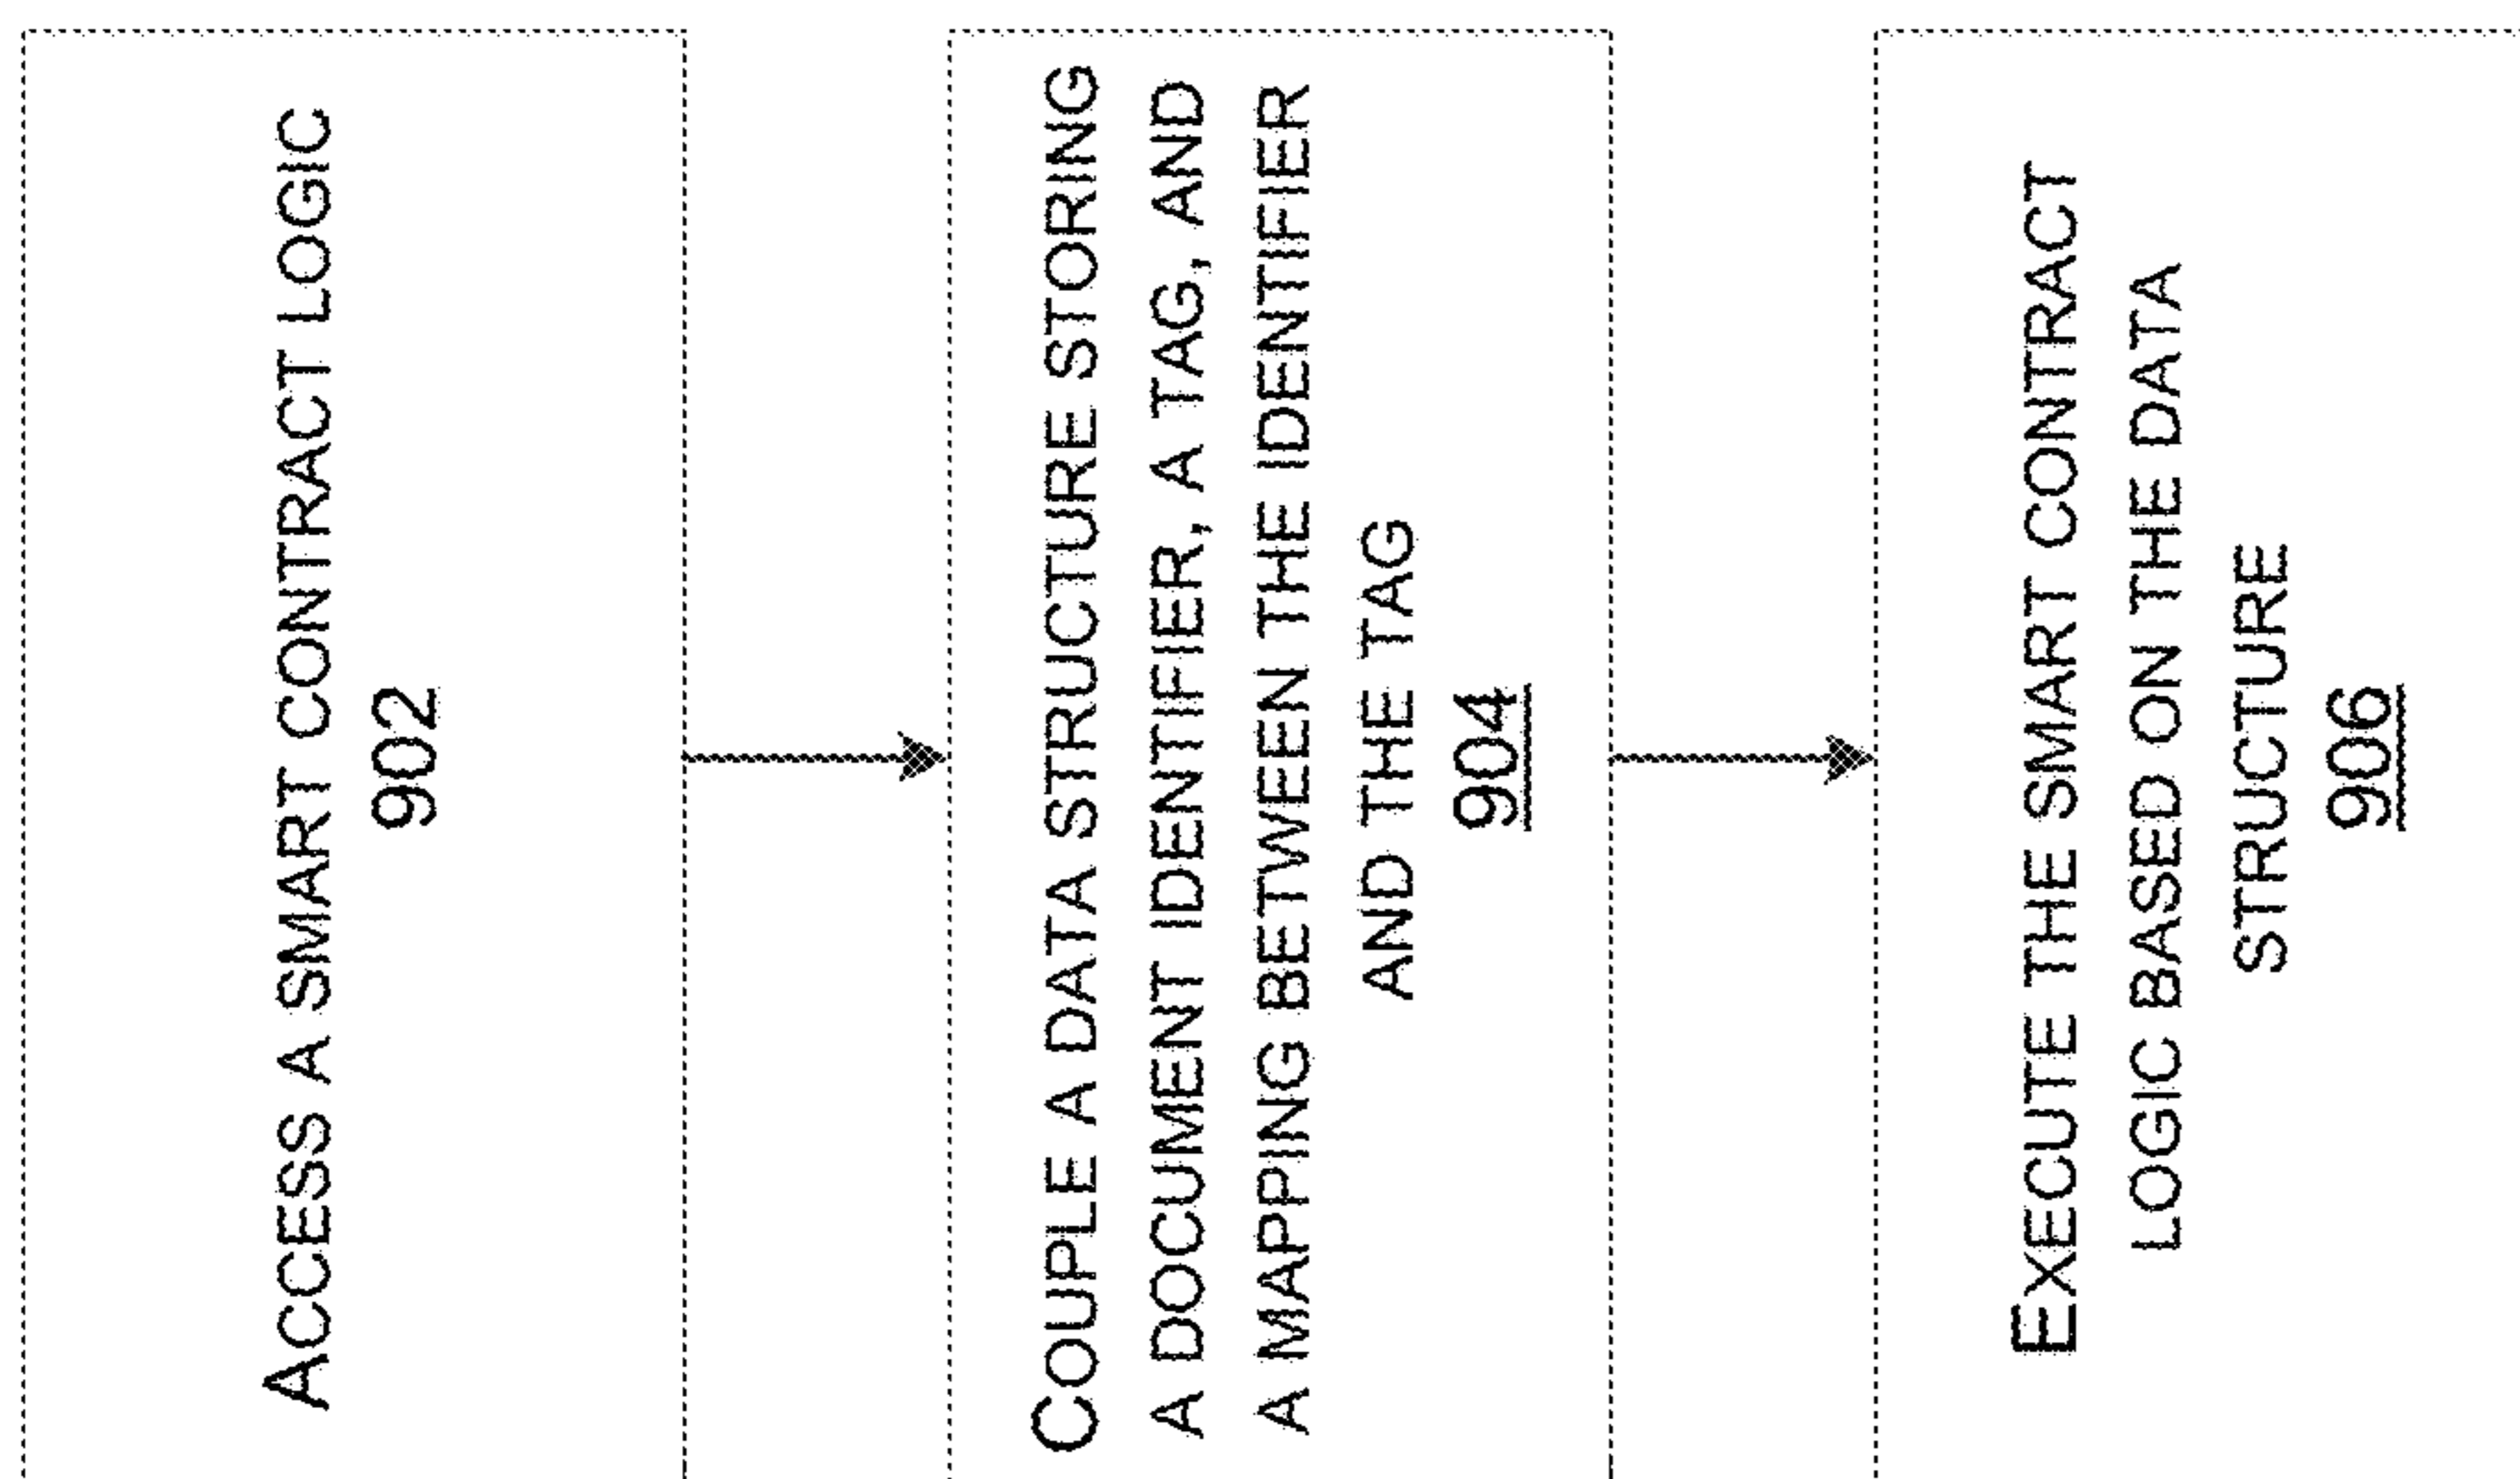 ACCESS A SMART CONTRACT LOGIC
902
COUPLE A DATA STRUCTURE STORING
A DOCUMENT IDENTIFIER, A TAG, AND
A MAPPING BETWEEN THE IDENTIFIER
AND THE TAG
904
EXECUTE THE SMART CONTRACT
LOGIC BASED ON THE DATA
STRUCTURE
906